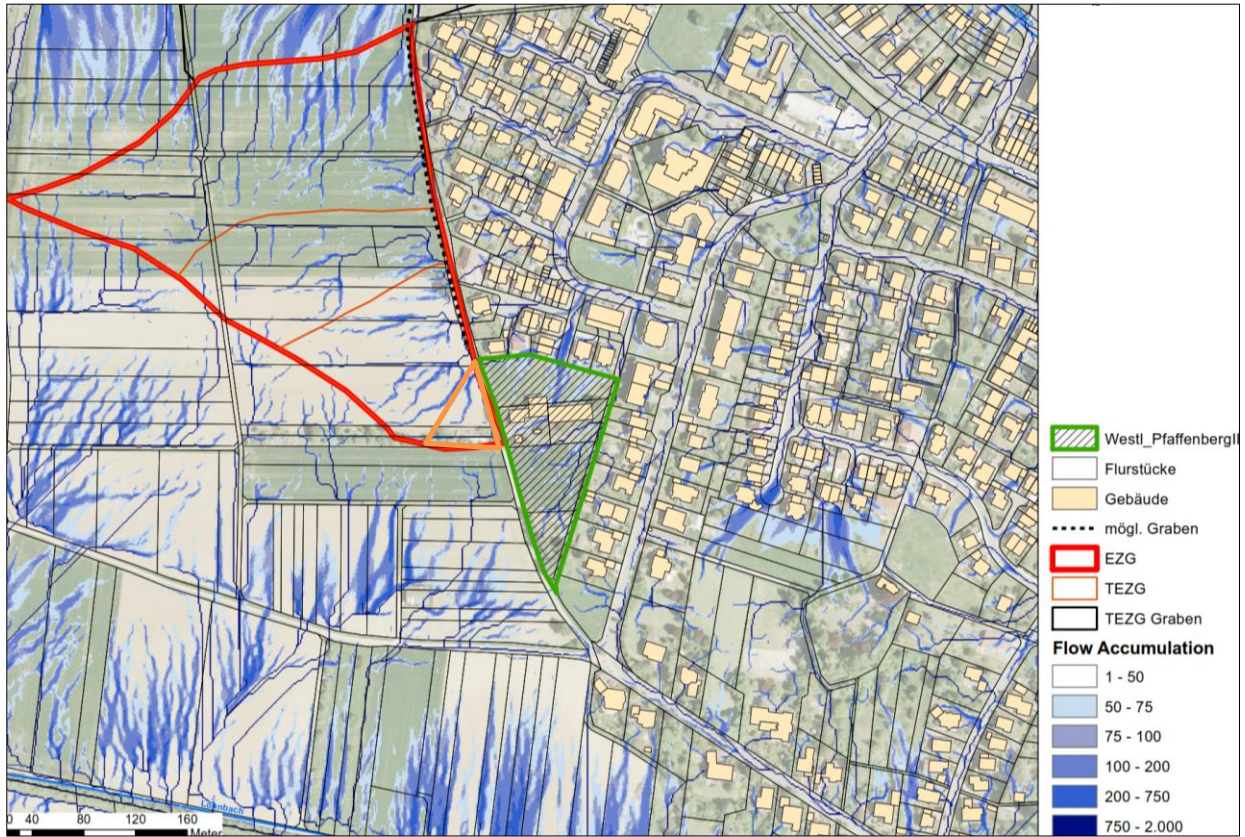 Westl_PfaffenbergII
Flurstücke
Gebäude
mögl. Graben
EZG
TEZG
TEZG Graben
Flow Accumulation
1 - 50
50 - 75
75 - 100
100 - 200
200 - 750
750 - 2.000
0 40 80 120 160
Meter